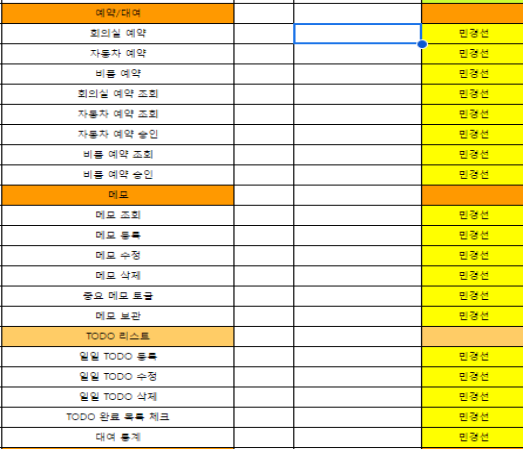 예약/대여
회의실 예약 민경선
자동차 예약 민경선
비품 예약 민경선
회의실 예약 조회 민경선
자동차 예약 조회 민경선
자동차 예약 승인 민경선
비품 예약 조회 민경선
비품 예약 승인 민경선
메모
메모 조회 민경선
메모 등록 민경선
메모 수정 민경선
메모 삭제 민경선
중요 메모 토글 민경선
메모 보관 민경선
TODO 리스트
일일 TODO 등록 민경선
일일 TODO 수정 민경선
일일 TODO 삭제 민경선
TODO 완료 목록 체크 민경선
대여 통계 민경선